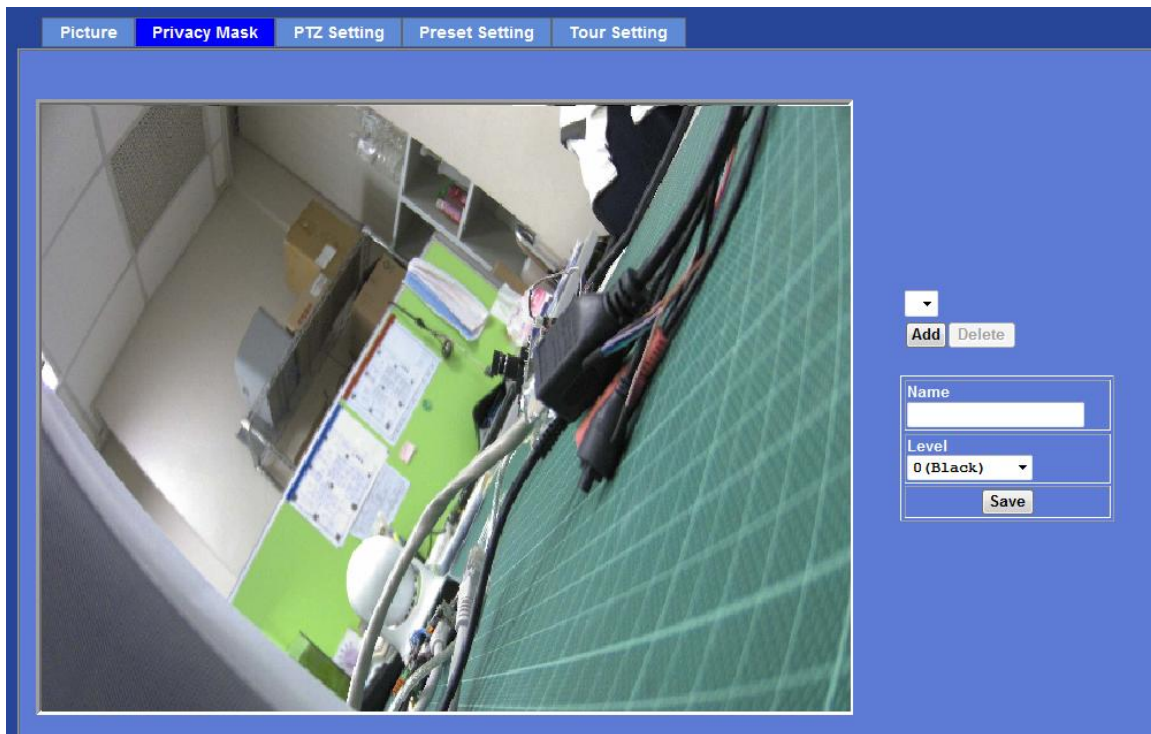 Picture Privacy Mask PTZ Setting Preset Setting Tour Setting
Add Delete
Name
Level
0(Black)
Save